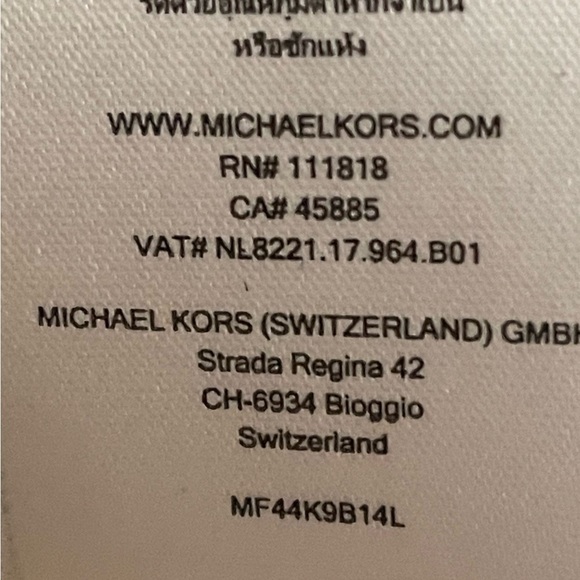 หรือซักแห้ง
WWW.MICHAELKORS.COM
RN# 111818
CA# 45885
VAT# NL8221.17.964.B01
MICHAEL KORS (SWITZERLAND) GMBH
Strada Regina 42
CH-6934 Bioggio
Switzerland
MF44K9B14L